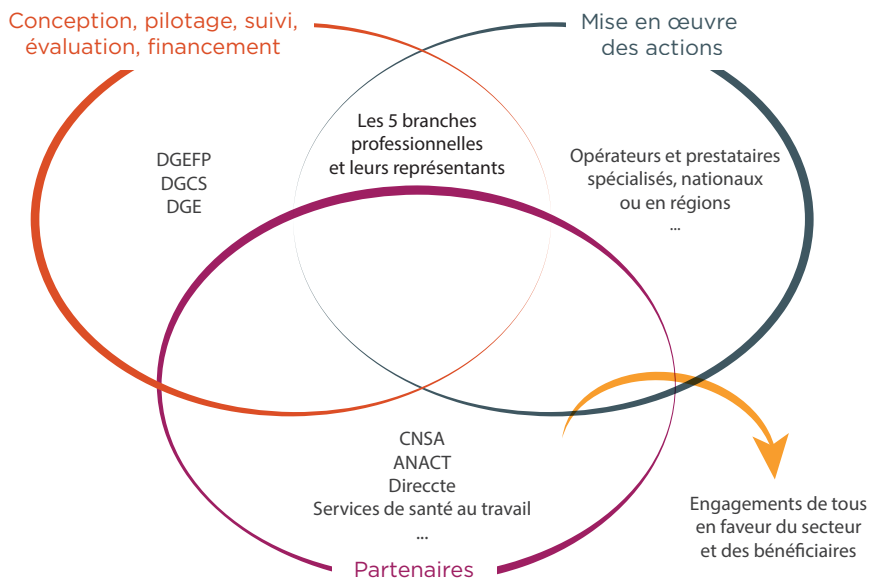 Conception, pilotage, suivi,
évaluation, financement
Mise en œuvre
des actions
Les 5 branches
professionnelles
et leurs représentants
DGEFP
DGCS
DGE
Opérateurs et prestataires
spécialisés, nationaux
ou en régions
...
CNSA
ANACT
Direccte
Services de santé au travail
...
Partenaires
Engagements de tous
en faveur du secteur
et des bénéficiaires